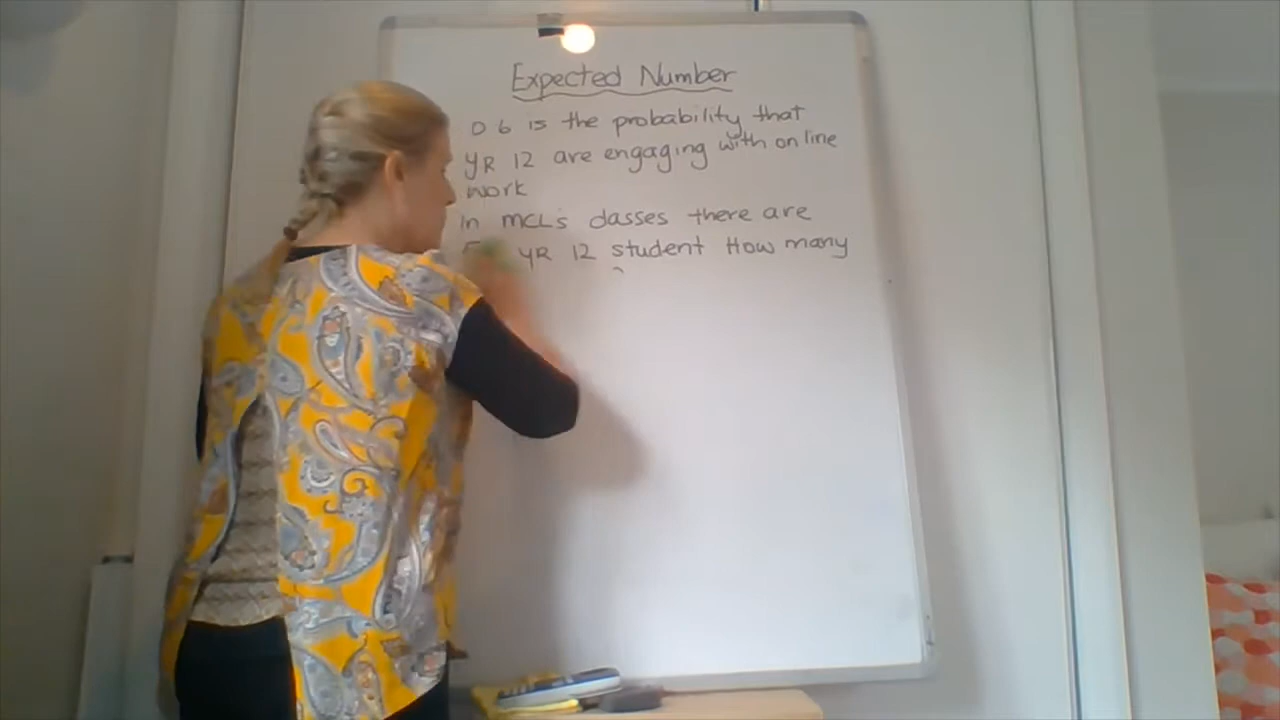 Expected Number
0 6 is the probability that
YR 12 are engaging with on line
work
In MCL's classes there are
YR 12 student How many